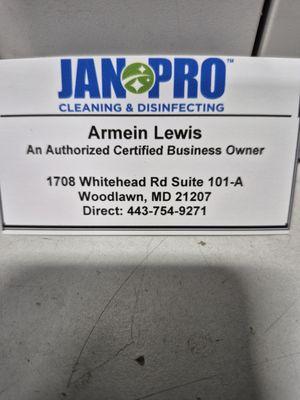 JAN-PRO™
CLEANING & DISINFECTING
Armein Lewis
An Authorized Certified Business Owner
1708 Whitehead Rd Suite 101-A
Woodlawn, MD 21207
Direct: 443-754-9271